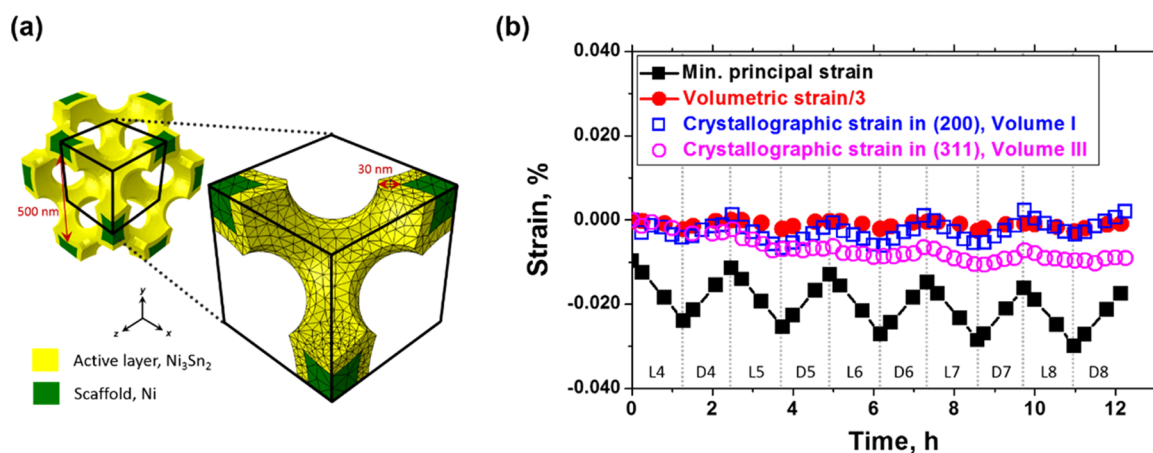 (a)
500 nm
30 nm
y
z
x
Active layer, Ni₃Sn₂
Scaffold, Ni
(b)
Strain, %
0.040
0.020
0.000
-0.020
-0.040
Min. principal strain
Volumetric strain/3
Crystallographic strain in (200), Volume I
Crystallographic strain in (311), Volume III
L4 D4 L5 D5 L6 D6 L7 D7 L8 D8
0 2 4 6 8 10 12
Time, h